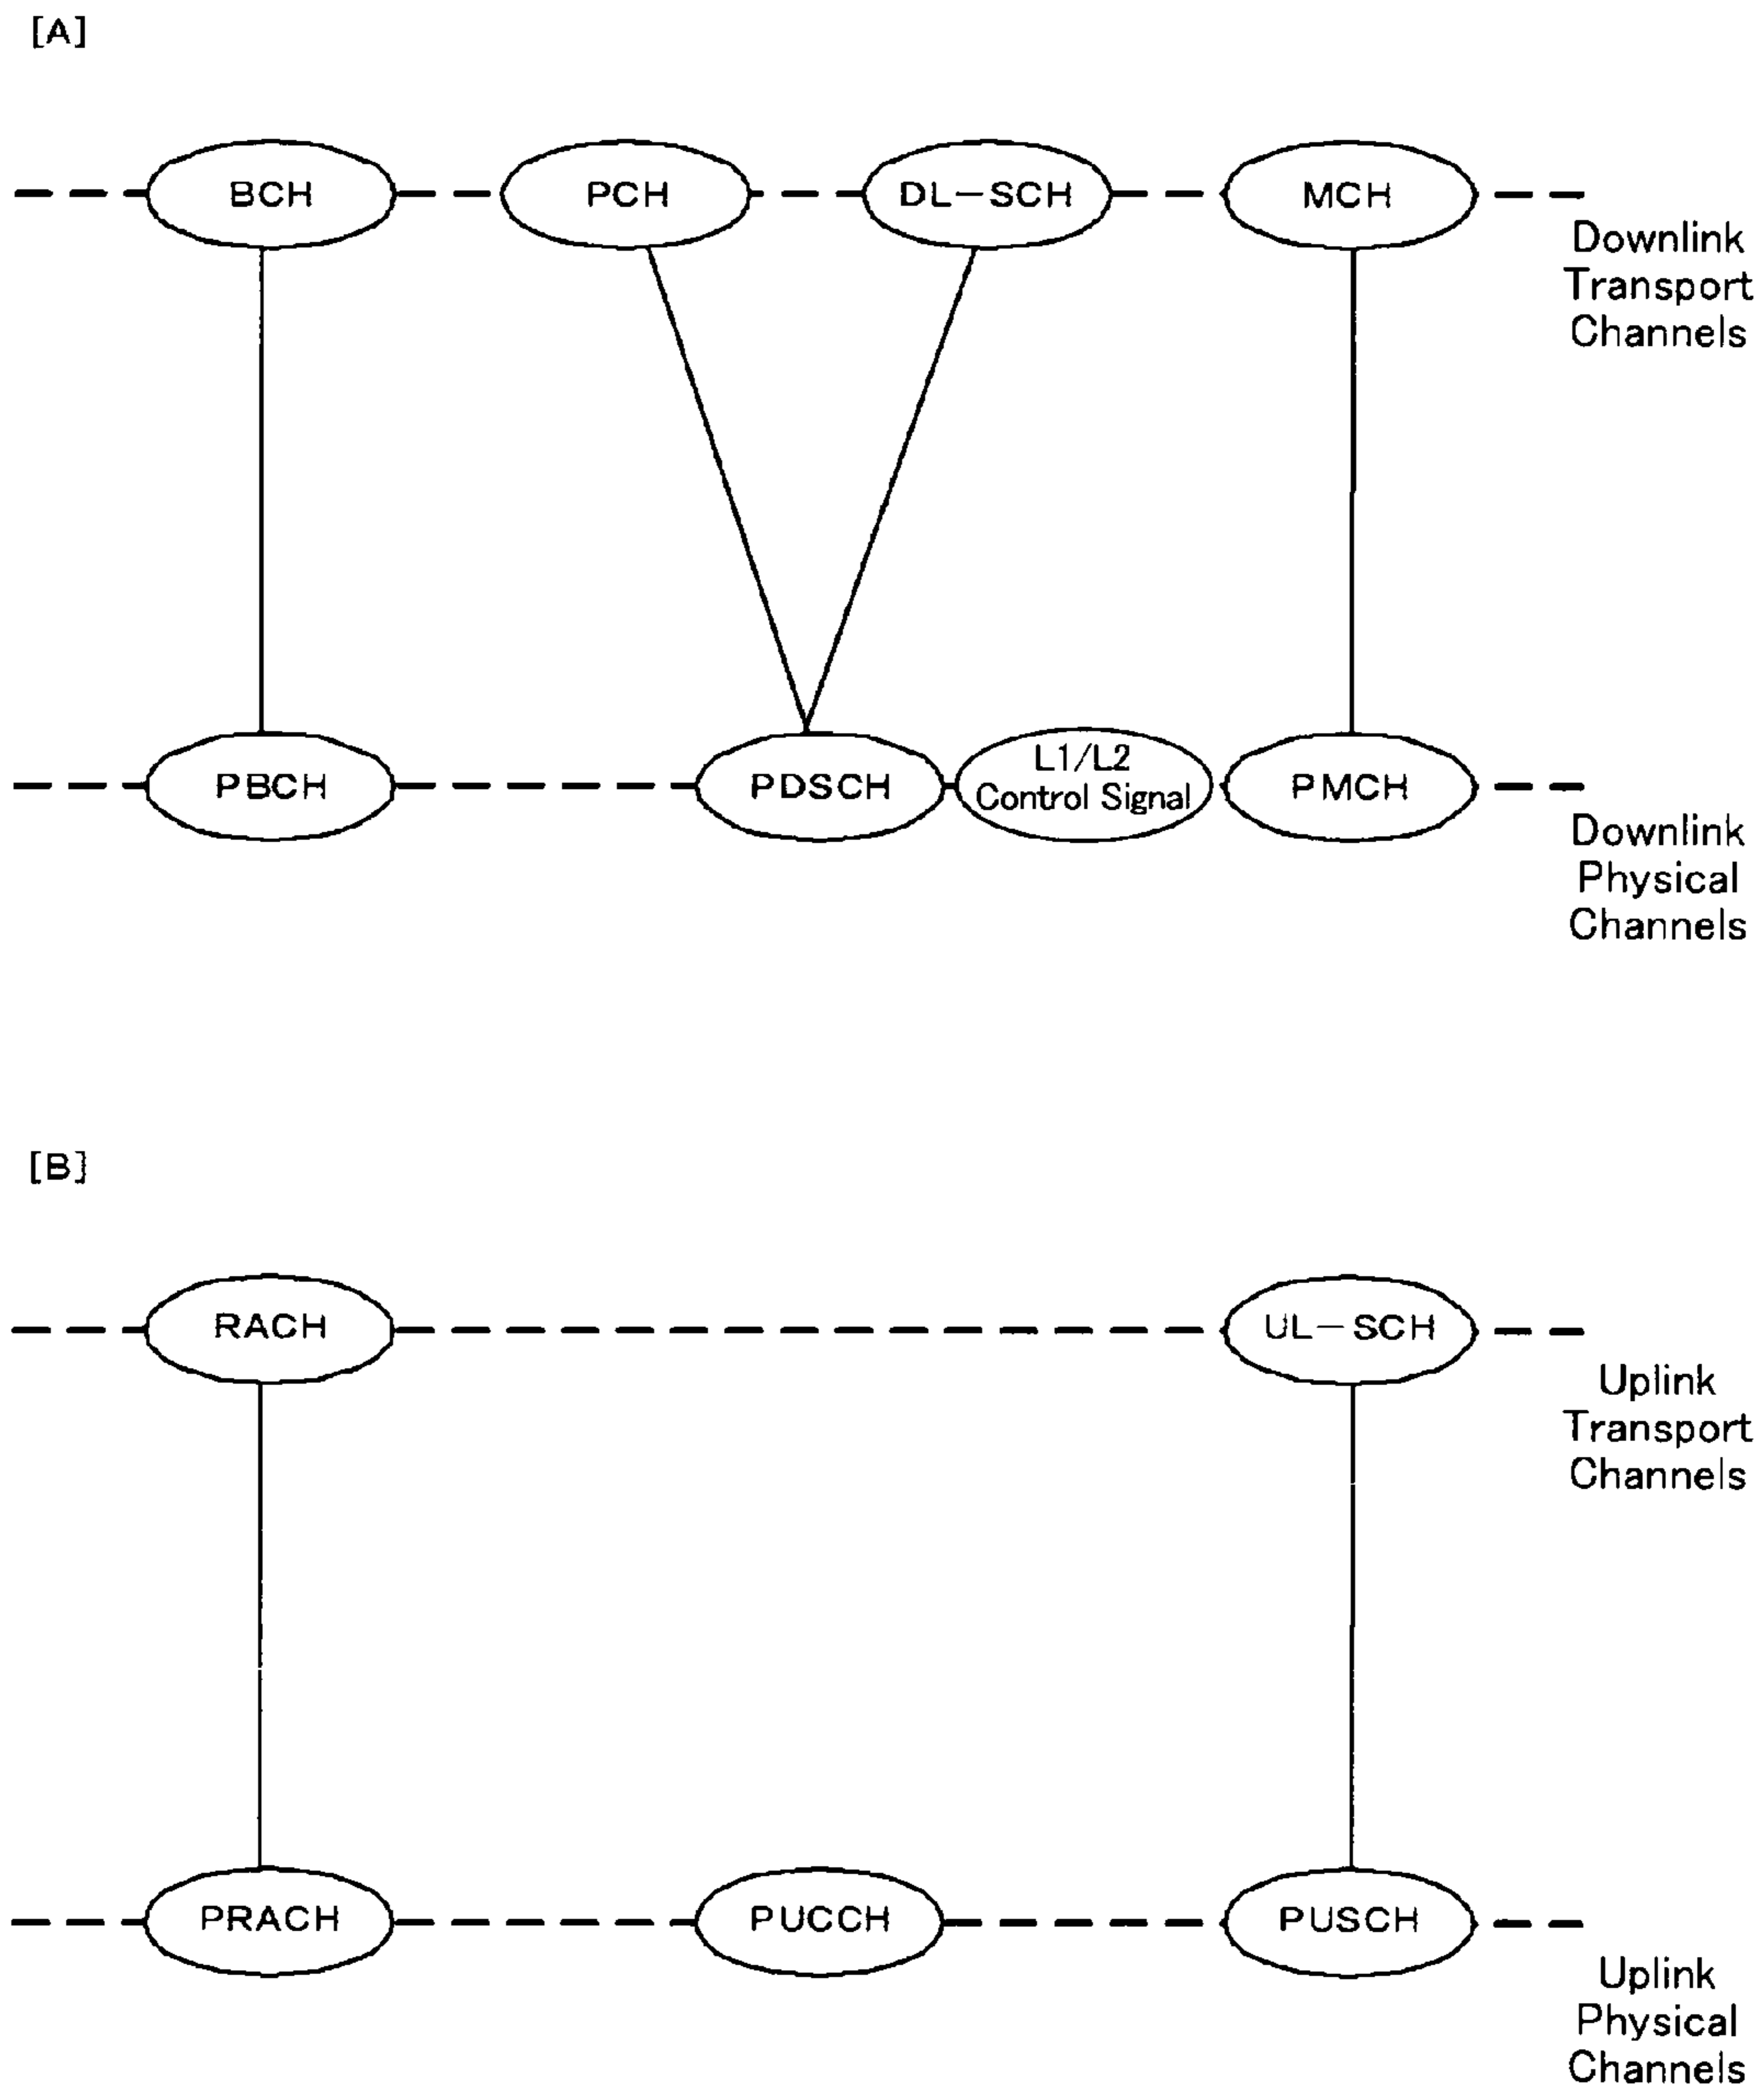 [A]
BCH
PCH
DL-SCH
MCH
Downlink
Transport
Channels
PBCH
PDSCH
L1/L2
Control Signal
PMCH
Downlink
Physical
Channels
[B]
RACH
UL-SCH
Uplink
Transport
Channels
PRACH
PUCCH
PUSCH
Uplink
Physical
Channels